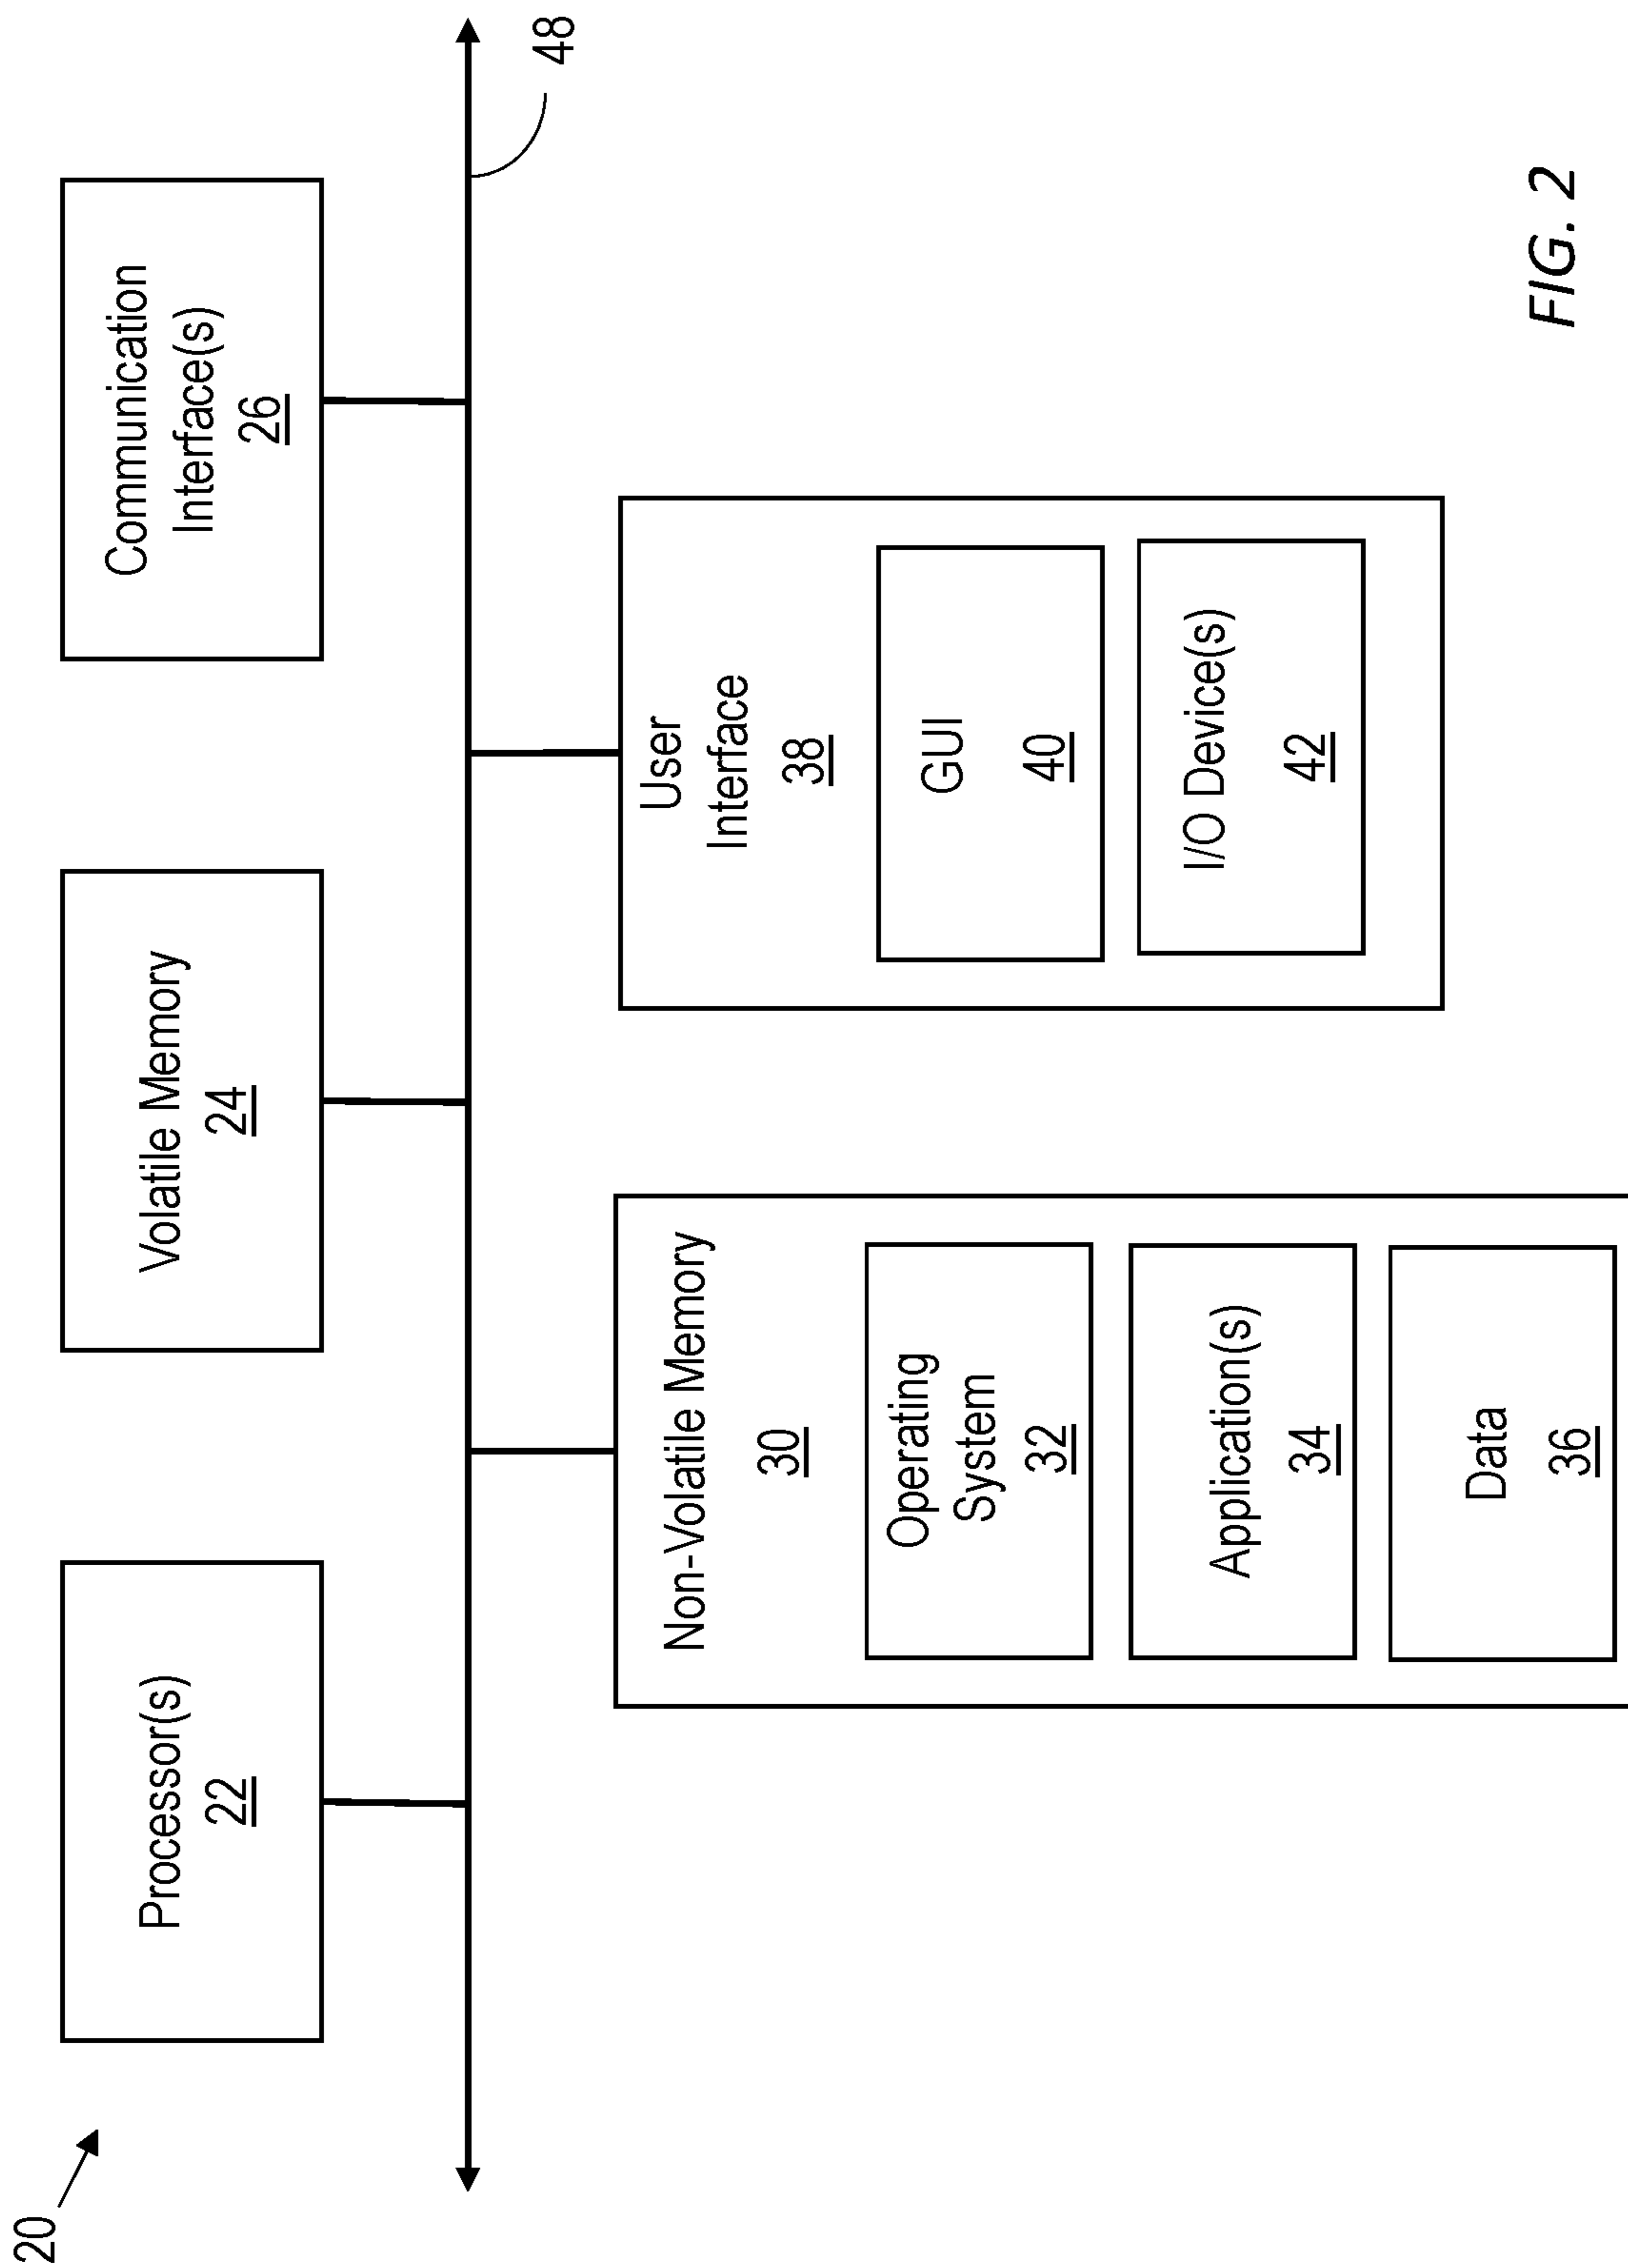 20
Processor(s)
22
Volatile Memory
24
Communication
Interface(s)
26
48
Non-Volatile Memory
30
Operating
System
32
Application(s)
34
Data
36
User
Interface
38
GUI
40
I/O Device(s)
42
FIG. 2